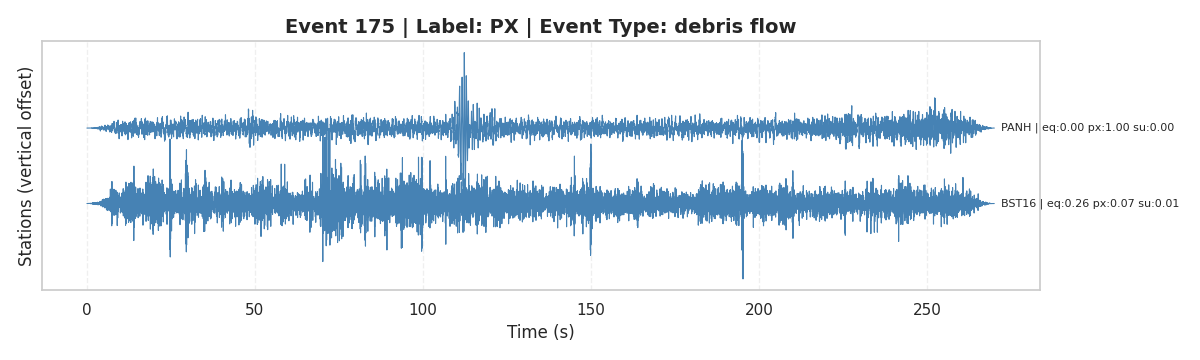 Event 175 | Label: PX | Event Type: debris flow
Stations (vertical offset)
PANH | eq:0.00 px:1.00 su:0.00
BST16 | eq:0.26 px:0.07 su:0.01
0 50 100 150 200 250
Time (s)